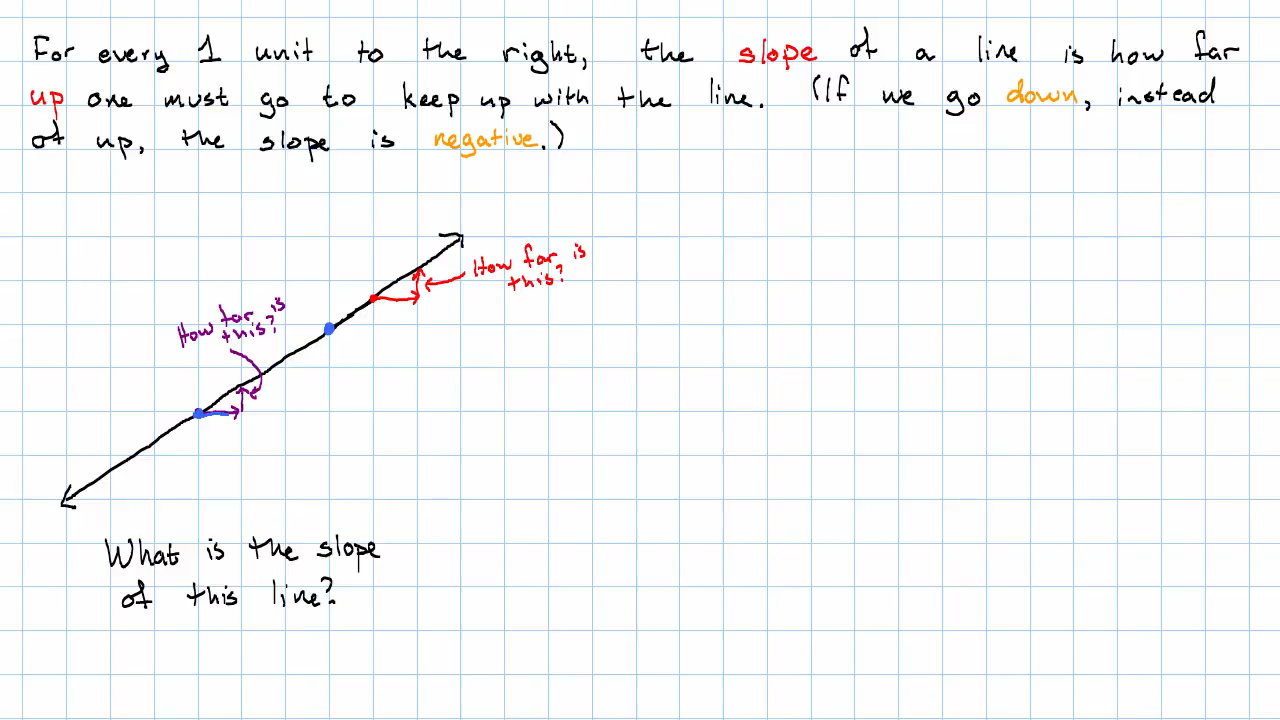 For every 1 unit to the right, the slope of a line is how far
up one must go to keep up with the line. (If we go down, instead
of up, the slope is negative.)
How far is
this?
How far is
this?
What is the slope
of this line?